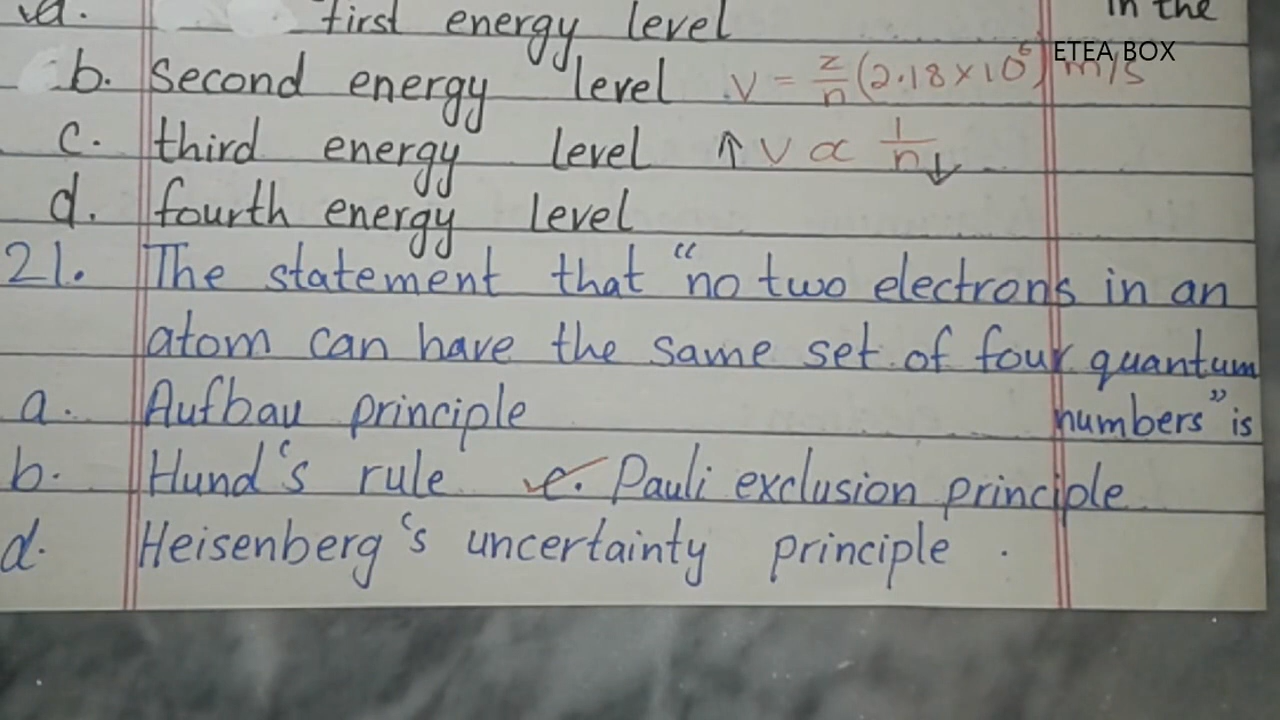 a. first energy level in the
ETEA BOX
b. second energy level V = z/n (2.18×10⁶) m/s
c. third energy level ↑ V ∝ 1/n↓
d. fourth energy level
21. The statement that “no two electrons in an
atom can have the same set of four quantum
a. Aufbau principle numbers” is
b. Hund's rule c. Pauli exclusion principle
d. Heisenberg's uncertainty principle.